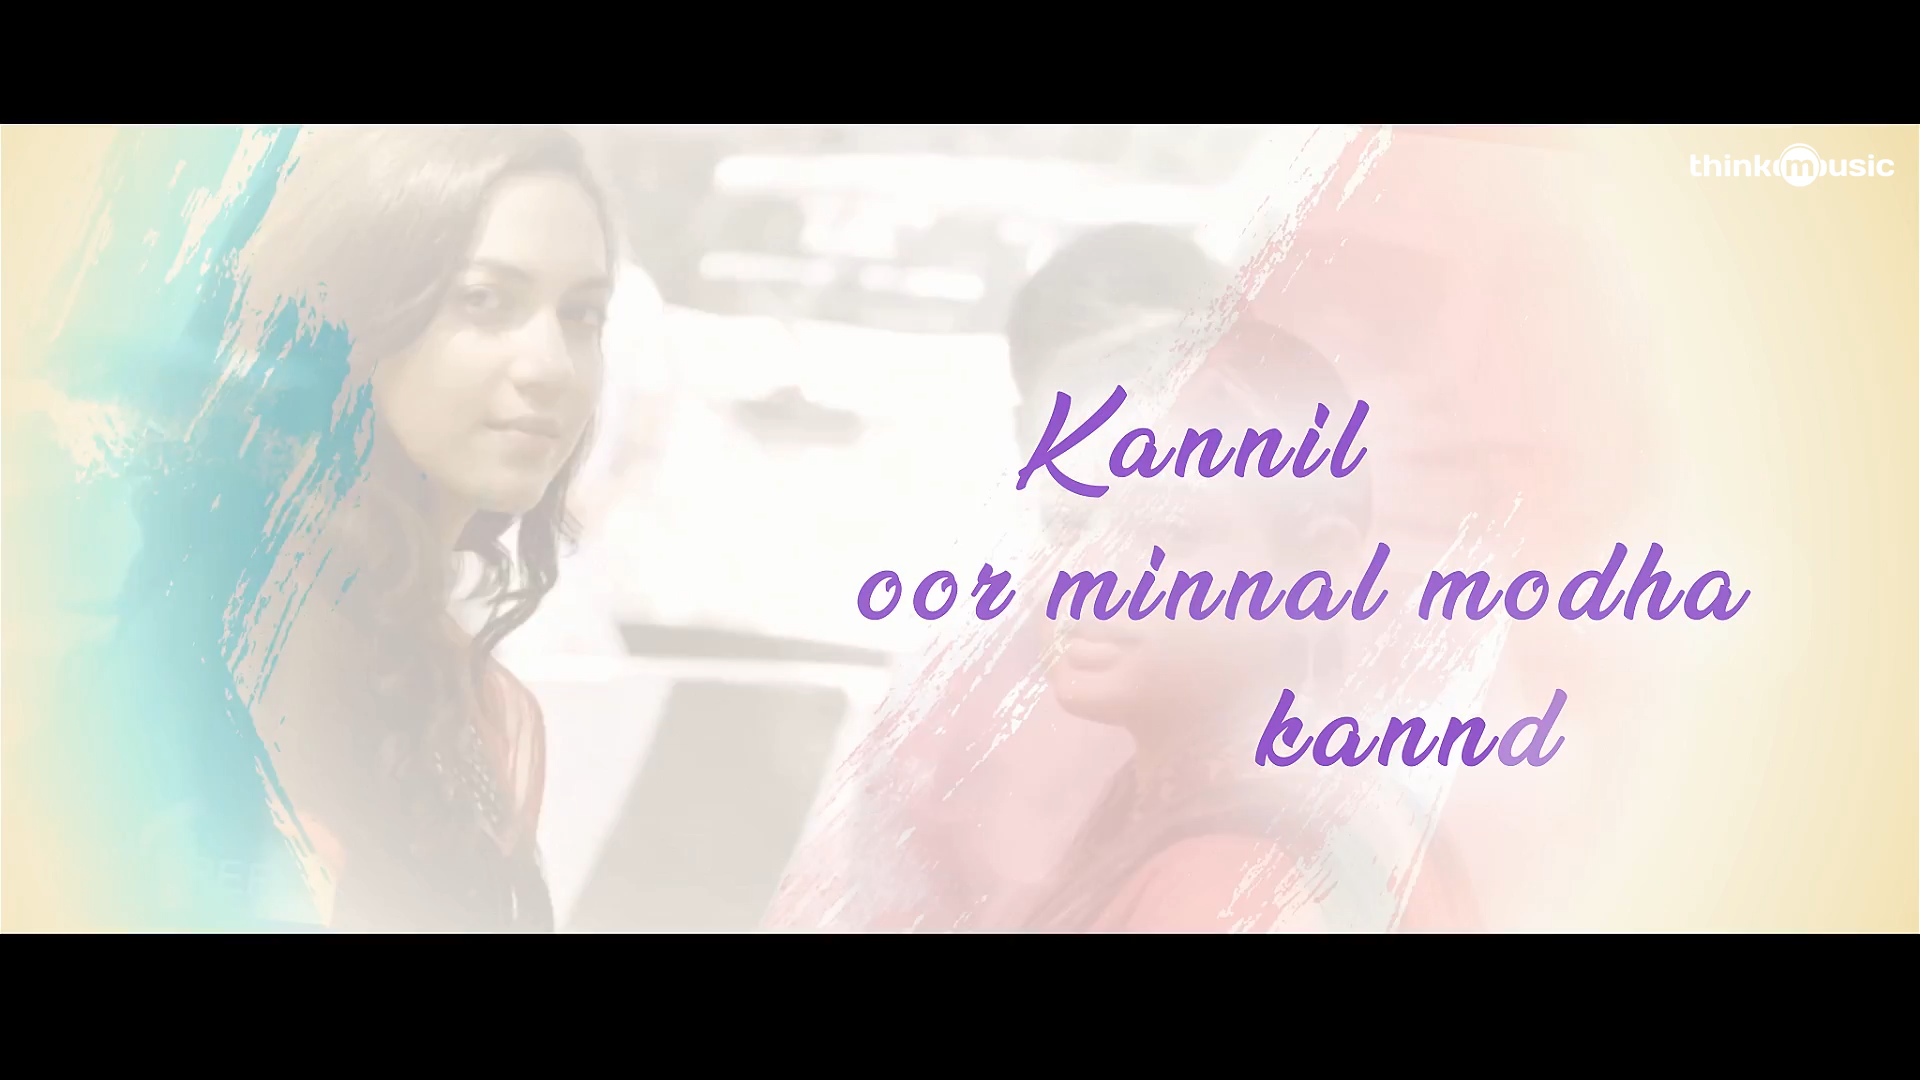 thinkmusic
Kannil
oor minnal modha
kannd